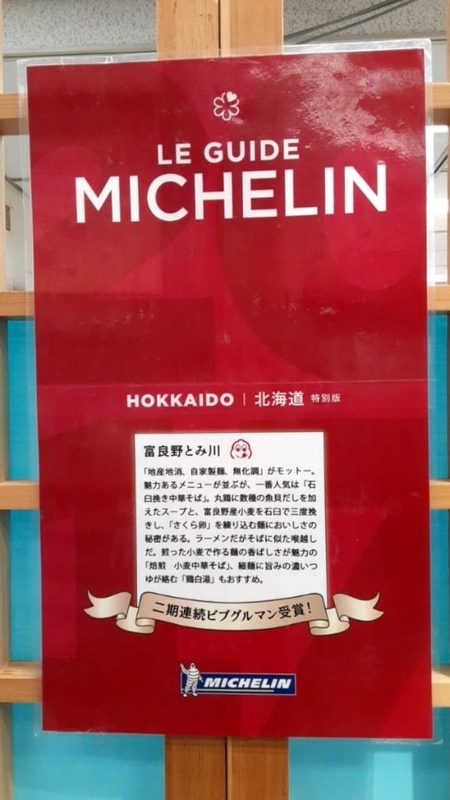 LE GUIDE
MICHELIN
HOKKAIDO | 北海道 特別版
富良野とみ川
「地産地消、自家製麺、無化調」がモットー。
魅力あるメニューが並ぶが、一番人気は「石
臼挽き中華そば」。丸鶏に数種の魚貝だしを加
えたスープと、富良野産小麦を石臼で三度挽
きし、「さくら卵」を練り込む麺においしさの
秘密がある。ラーメンだがそばに似た喉越し
だ。煎った小麦で作る麺の香ばしさが魅力の
「焙煎　小麦中華そば」、細麺に旨みの濃いつ
ゆが絡む「鶏白湯」もおすすめ。
二期連続ビブグルマン受賞!
MICHELIN